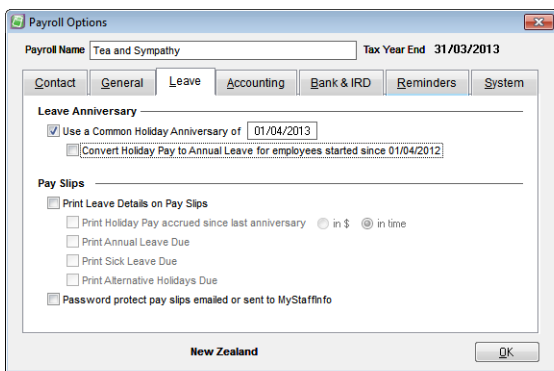 Payroll Options
Payroll Name Tea and Sympathy Tax Year End 31/03/2013
Contact General Leave Accounting Bank & IRD Reminders System
Leave Anniversary
Use a Common Holiday Anniversary of 01/04/2013
Convert Holiday Pay to Annual Leave for employees started since 01/04/2012
Pay Slips
Print Leave Details on Pay Slips
Print Holiday Pay accrued since last anniversary in $ in time
Print Annual Leave Due
Print Sick Leave Due
Print Alternative Holidays Due
Password protect pay slips emailed or sent to MyStaffInfo
New Zealand OK